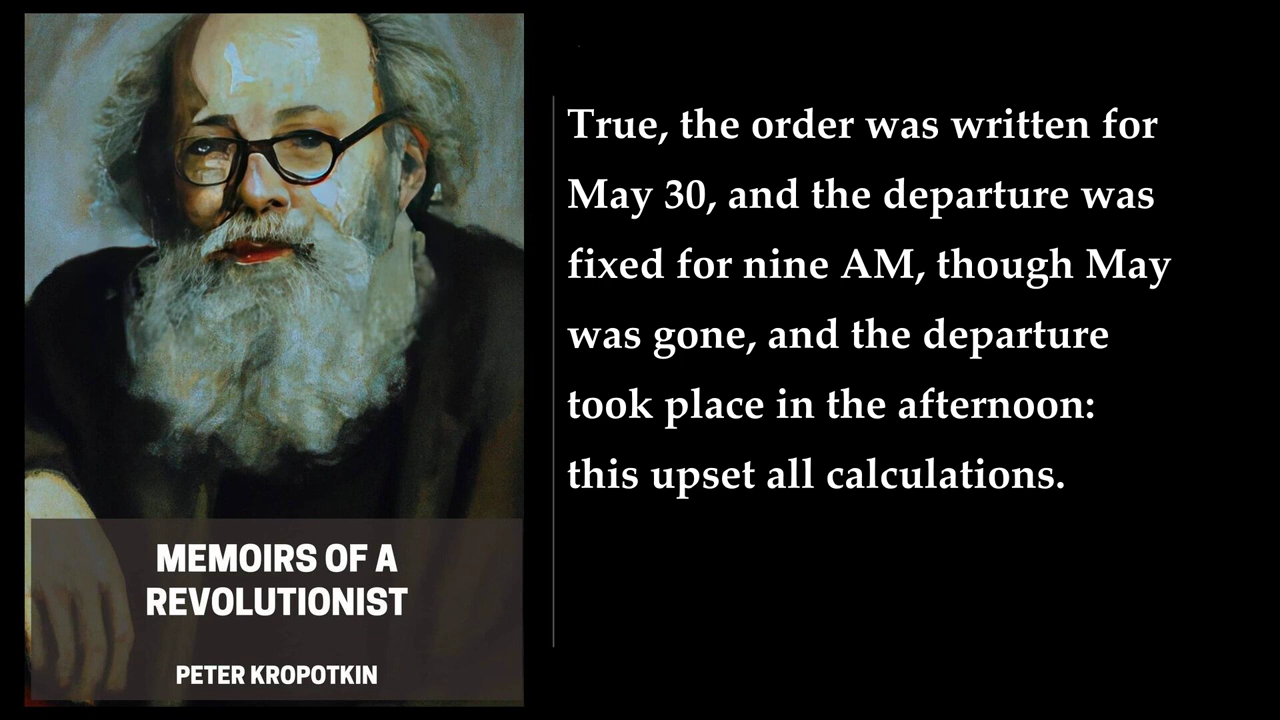 True, the order was written for
May 30, and the departure was
fixed for nine AM, though May
was gone, and the departure
took place in the afternoon:
this upset all calculations.
MEMOIRS OF A
REVOLUTIONIST
PETER KROPOTKIN